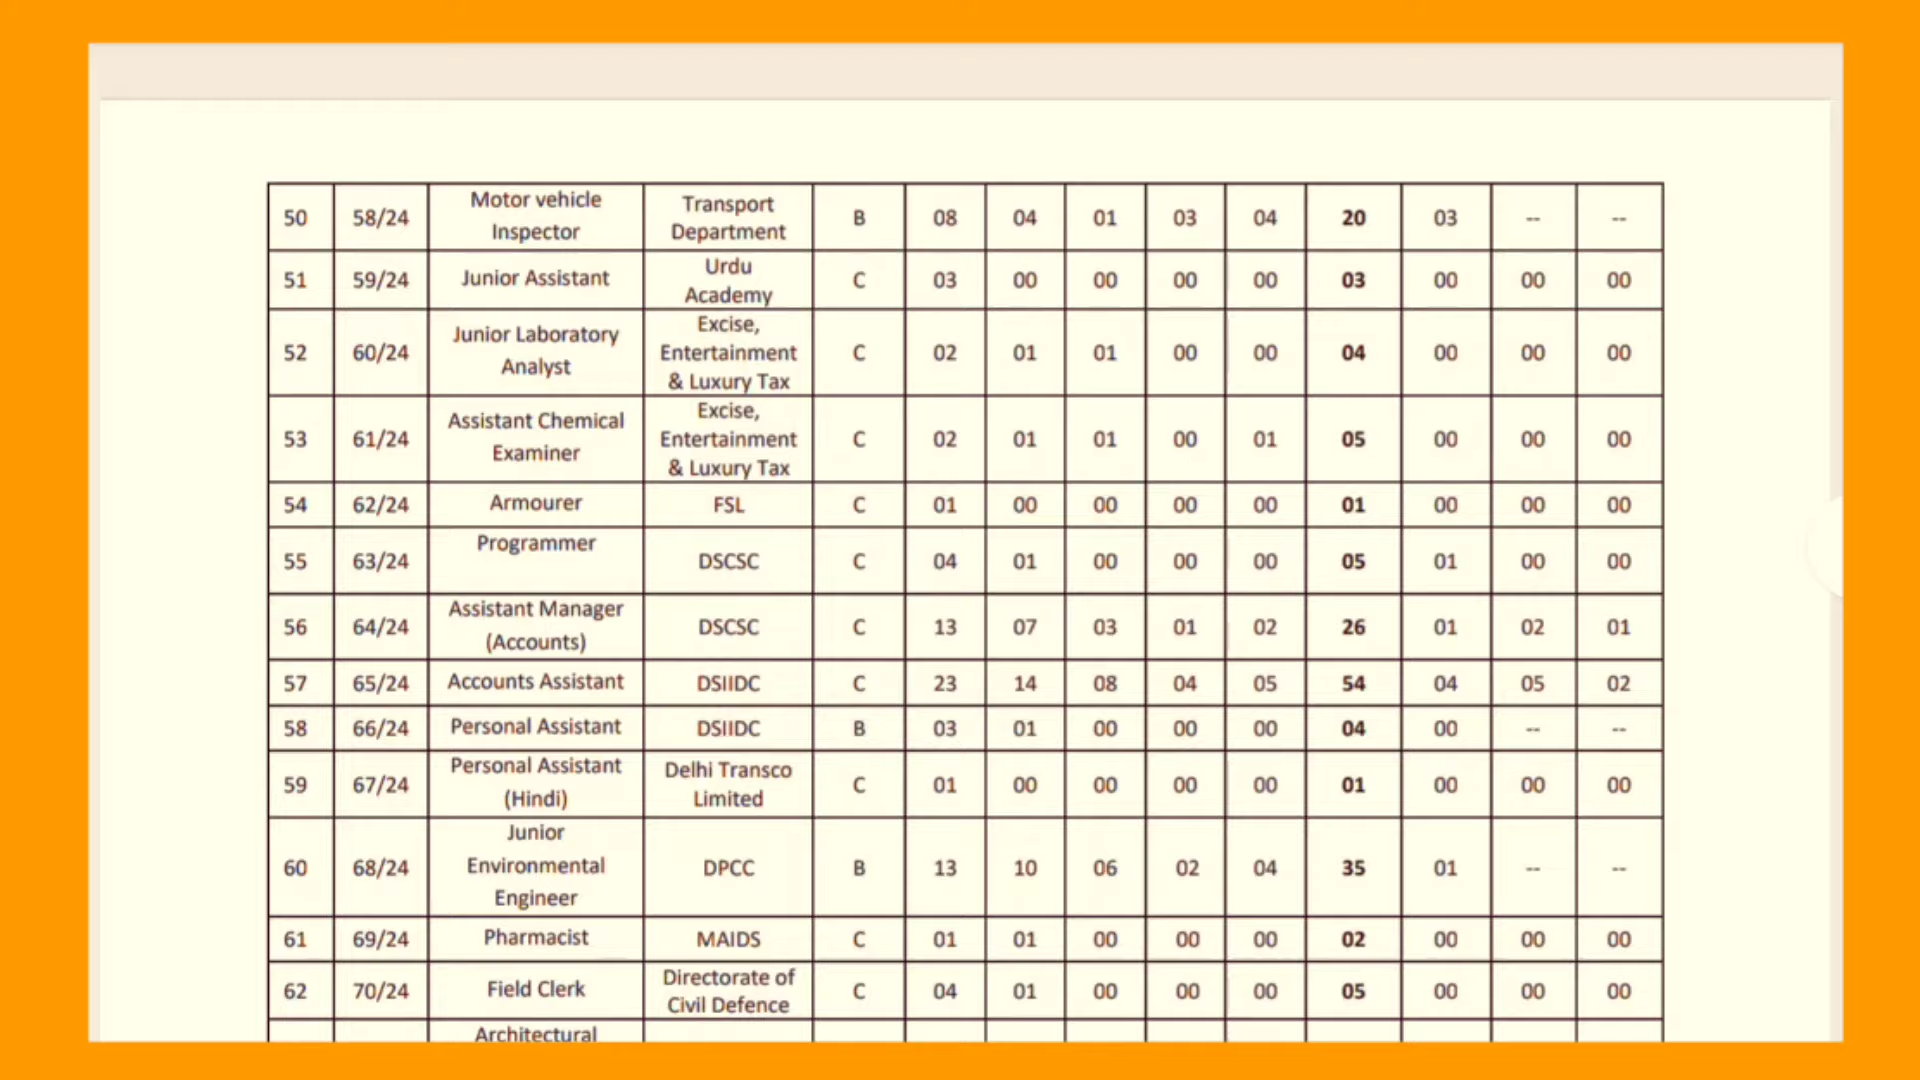 50 58/24 Motor vehicle Inspector Transport Department B 08 04 01 03 04 20 03 -- --
51 59/24 Junior Assistant Urdu Academy C 03 00 00 00 00 03 00 00 00
52 60/24 Junior Laboratory Analyst Excise, Entertainment & Luxury Tax C 02 01 01 00 00 04 00 00 00
53 61/24 Assistant Chemical Examiner Excise, Entertainment & Luxury Tax C 02 01 01 00 01 05 00 00 00
54 62/24 Armourer FSL C 01 00 00 00 00 01 00 00 00
55 63/24 Programmer DSCSC C 04 01 00 00 00 05 01 00 00
56 64/24 Assistant Manager (Accounts) DSCSC C 13 07 03 01 02 26 01 02 01
57 65/24 Accounts Assistant DSIIDC C 23 14 08 04 05 54 04 05 02
58 66/24 Personal Assistant DSIIDC B 03 01 00 00 00 04 00 -- --
59 67/24 Personal Assistant (Hindi) Delhi Transco Limited C 01 00 00 00 00 01 00 00 00
60 68/24 Junior Environmental Engineer DPCC B 13 10 06 02 04 35 01 -- --
61 69/24 Pharmacist MAIDS C 01 01 00 00 00 02 00 00 00
62 70/24 Field Clerk Directorate of Civil Defence C 04 01 00 00 00 05 00 00 00
Architectural